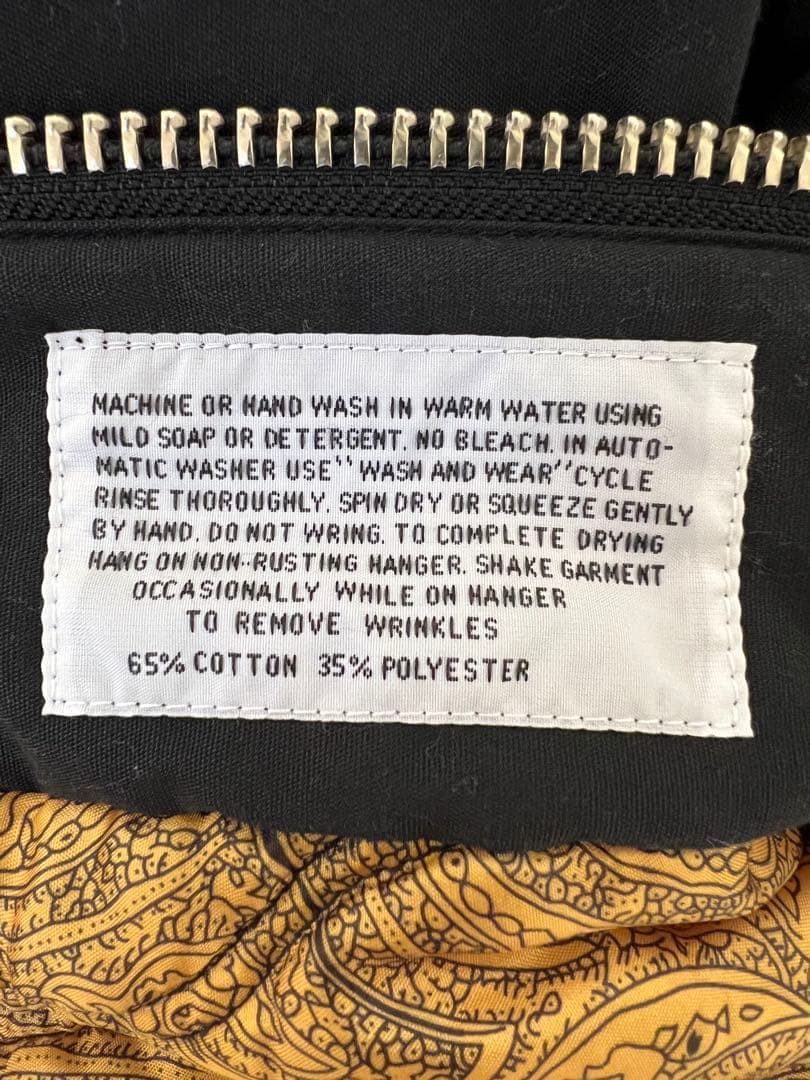 MACHINE OR HAND WASH IN WARM WATER USING
MILD SOAP OR DETERGENT. NO BLEACH. IN AUTO-
MATIC WASHER USE'' WASH AND WEAR'' CYCLE
RINSE THOROUGHLY. SPIN DRY OR SQUEEZE GENTLY
BY HAND. DO NOT WRING. TO COMPLETE DRYING
HANG ON NON-RUSTING HANGER. SHAKE GARMENT
OCCASIONALLY WHILE ON HANGER
TO REMOVE WRINKLES
65% COTTON 35% POLYESTER